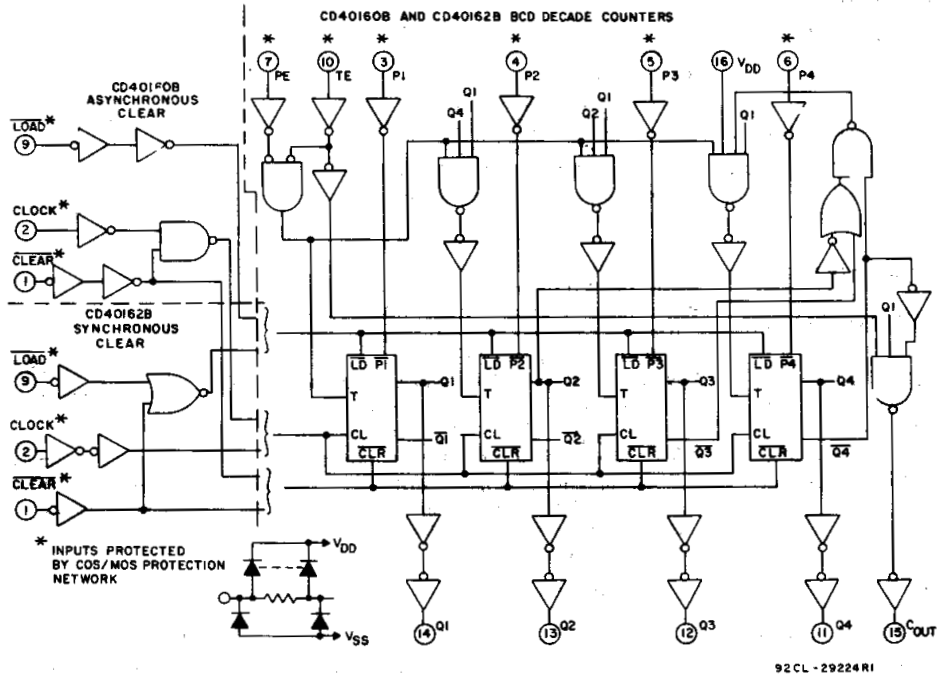 CD40160B AND CD40162B BCD DECADE COUNTERS
* * * * * *
7 10 3 4 5 16 VDD 6
PE TE P1 P2 P3 P4
CD40160B
ASYNCHRONOUS
CLEAR
Q4 Q1 Q2 Q1 Q1
LOAD*
9
CLOCK*
2
CLEAR*
1
CD40162B
SYNCHRONOUS
CLEAR
Q1
LOAD*
9
LD P1 LD P2 LD P3 LD P4
Q1 Q2 Q3 Q4
T T T T
CLOCK*
2
CL CL CL CL
Q1 Q2 Q3 Q4
CLR CLR CLR CLR
CLEAR*
1
* INPUTS PROTECTED
BY COS/MOS PROTECTION
NETWORK
VDD
VSS
14 Q1 13 Q2 12 Q3 11 Q4 15 COUT
92CL-29224R1